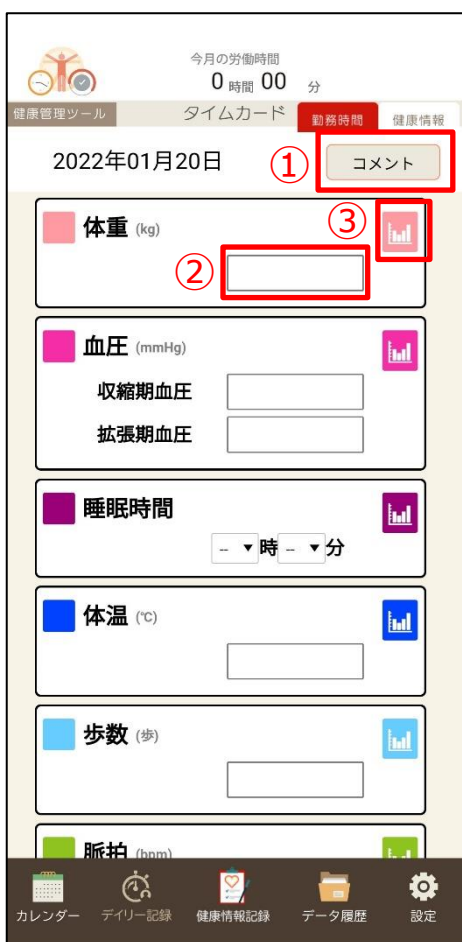 今月の労働時間
0 時間 00 分
健康管理ツール タイムカード 勤務時間 健康情報
2022年01月20日 ① コメント
体重 (kg) ③
②
血圧 (mmHg)
収縮期血圧
拡張期血圧
睡眠時間
-- ▼時 -- ▼分
体温 (℃)
歩数 (歩)
脈拍 (bpm)
カレンダー デイリー記録 健康情報記録 データ履歴 設定